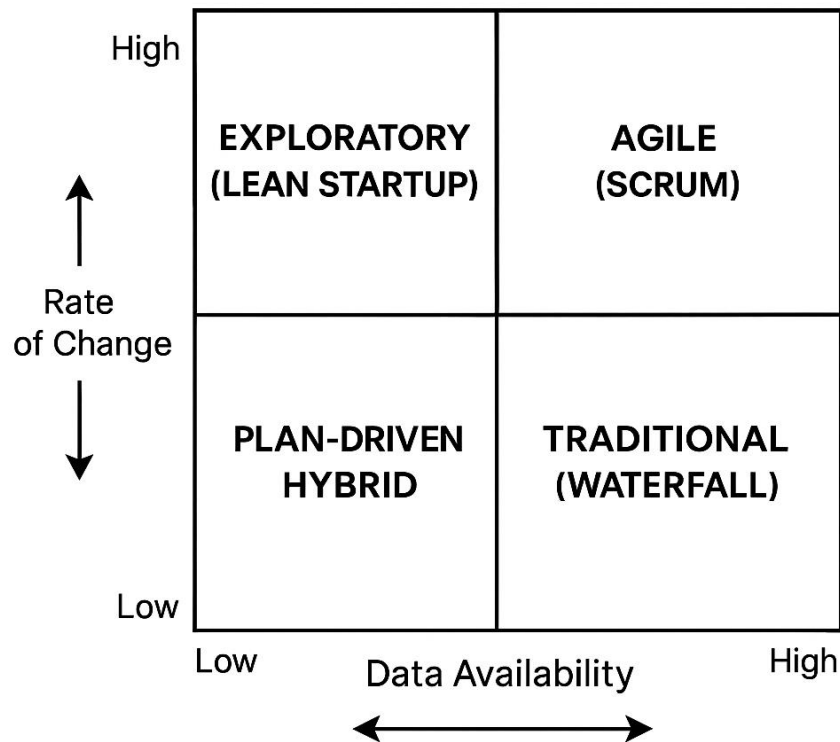 High
EXPLORATORY
(LEAN STARTUP)
AGILE
(SCRUM)
Rate
of Change
PLAN-DRIVEN
HYBRID
TRADITIONAL
(WATERFALL)
Low
Low
Data Availability
High